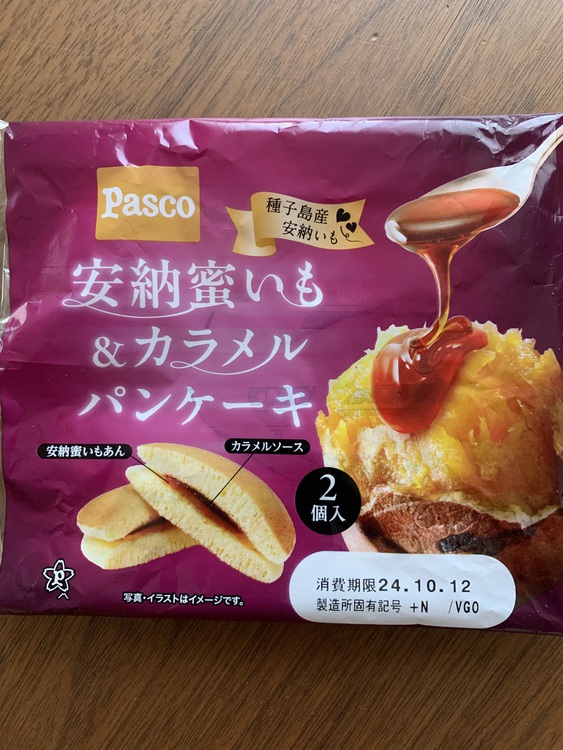 Pasco
種子島産
安納いも
安納蜜いも
&カラメル
パンケーキ
安納蜜いもあん
カラメルソース
2
個入
消費期限24.10.12
製造所固有記号 +N /VGO
P
写真・イラストはイメージです。